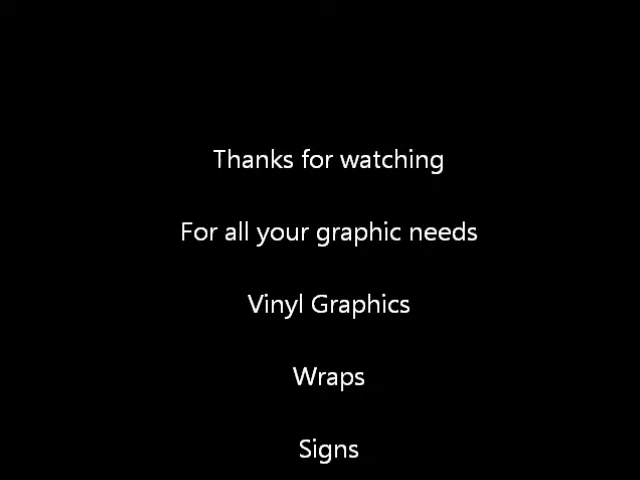 Thanks for watching
For all your graphic needs
Vinyl Graphics
Wraps
Signs